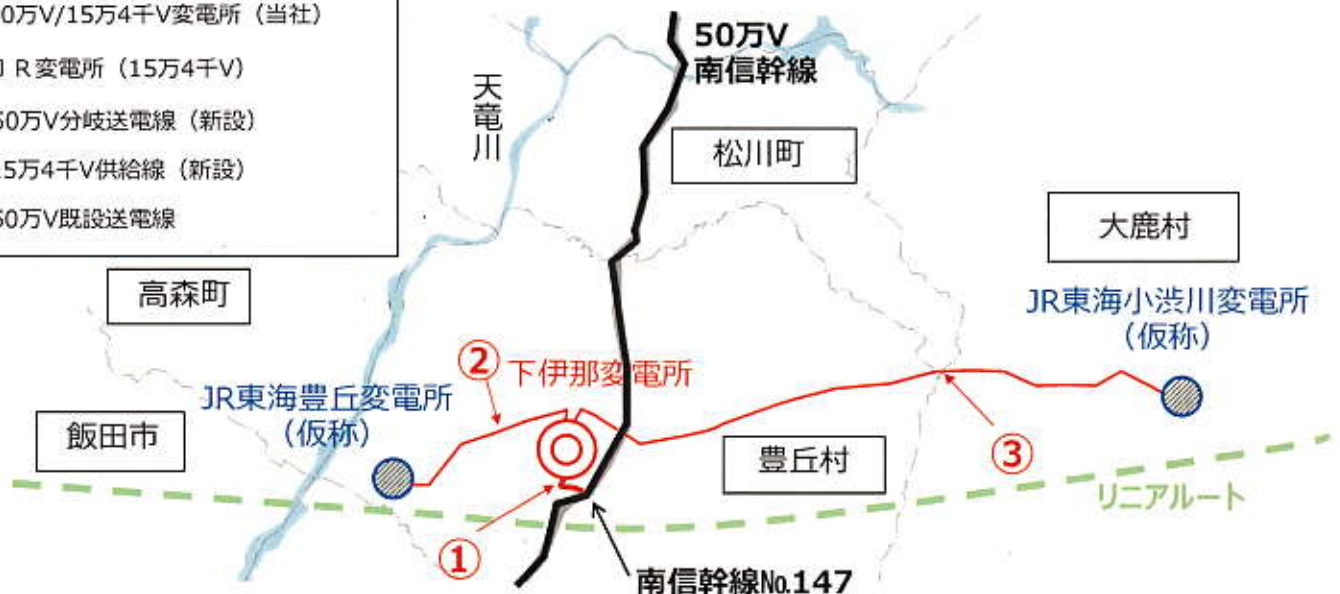 0万V/15万4千V変電所（当社）
JR変電所（15万4千V）
50万V分岐送電線（新設）
15万4千V供給線（新設）
50万V既設送電線
50万V
南信幹線
天竜川
松川町
大鹿村
高森町
JR東海小渋川変電所
（仮称）
②
下伊那変電所
JR東海豊丘変電所
（仮称）
飯田市
豊丘村
③
リニアルート
①
南信幹線№147